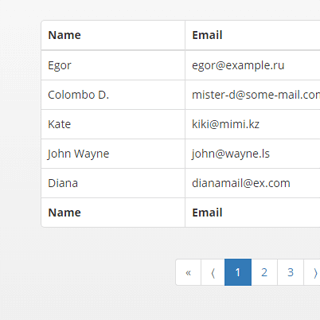 Name Email
Egor egor@example.ru
Colombo D. mister-d@some-mail.com
Kate kiki@mimi.kz
John Wayne john@wayne.ls
Diana dianamail@ex.com
Name Email
« ⟨ 1 2 3 ⟩